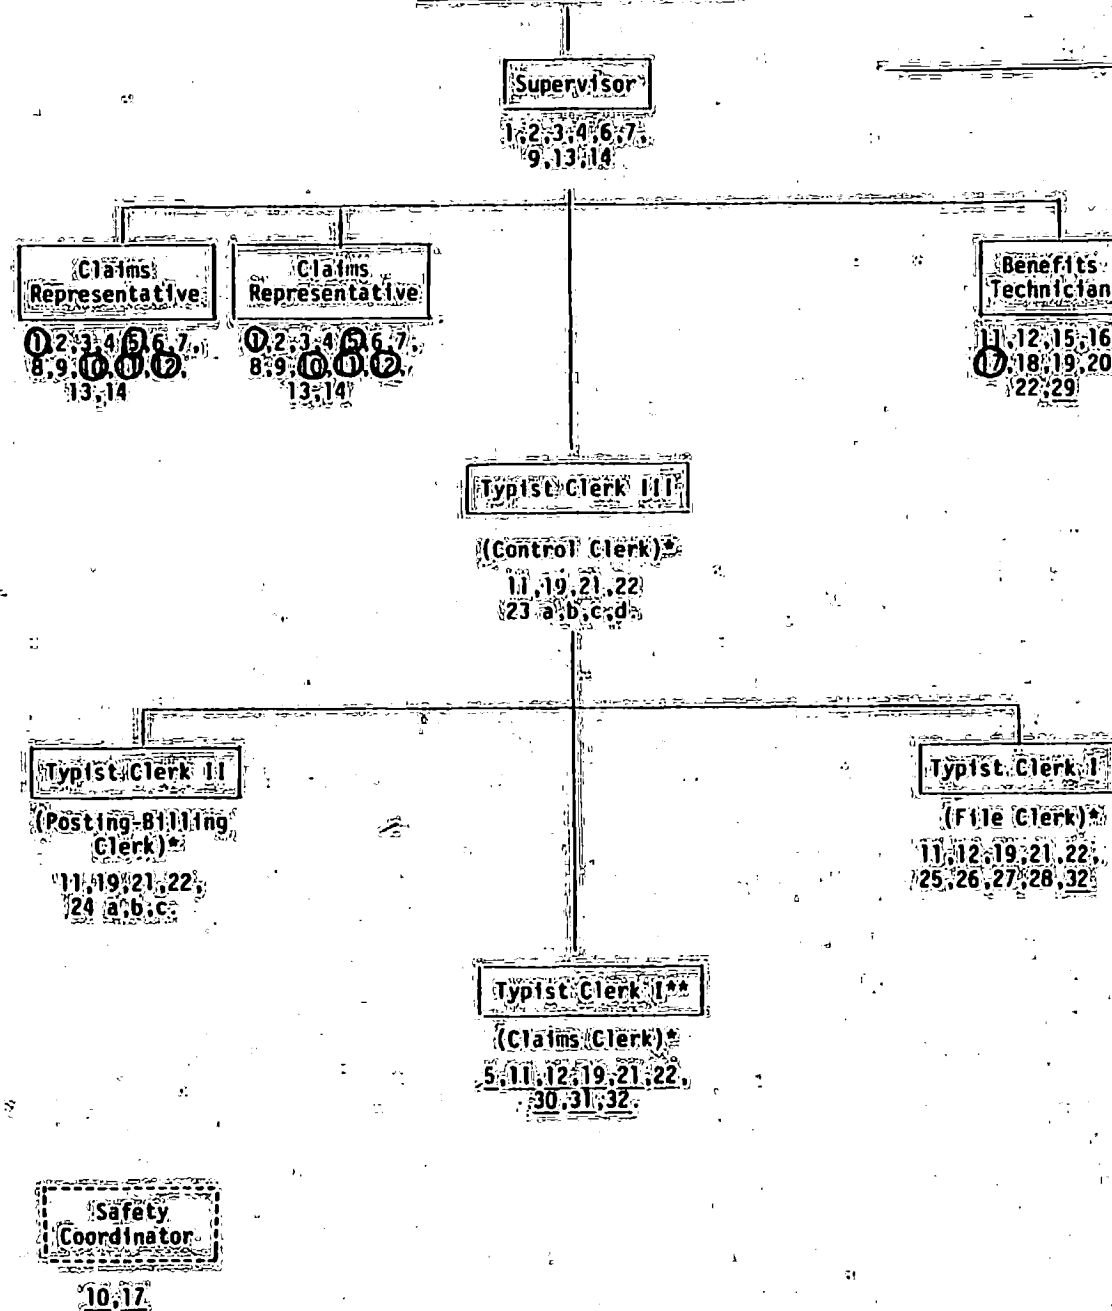 Supervisor
1,2,3,4,6,7,
9,13,14
Claims
Representative
1,2,3,4,5,6,7,
8,9,10,11,12,
13,14
Claims
Representative
1,2,3,4,5,6,7,
8,9,10,11,12,
13,14
Benefits
Technician
11,12,15,16
17,18,19,20
22,29
Typist Clerk III
(Control Clerk)*
11,19,21,22
23 a,b,c,d.
Typist Clerk II
(Posting-Billing
Clerk)*
11,19,21,22,
24 a,b,c.
Typist Clerk I
(File Clerk)*
11,12,19,21,22,
25,26,27,28,32
Typist Clerk I**
(Claims Clerk)*
5,11,12,19,21,22,
30,31,32.
Safety
Coordinator
10,17